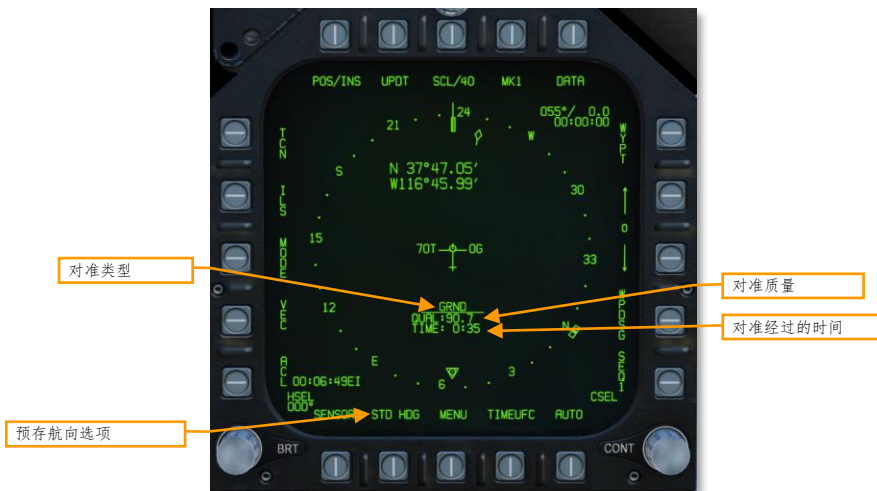 POS/INS UPDT SCL/40 MK1 DATA
24
055°/ 0.0
00:00:00
21
W
TCN
WYPT
S
N 37°47.05′
W116°45.99′
30
ILS
0
15
70T 0G
33
MODE
对准类型
对准质量
GRND
QUAL:90.7
TIME: 0:35
对准经过的时间
VEC
12
N
WPDSG
E
3
6
ACL
00:06:49EI
SEQ1
HSEL
000°
CSEL
SENSOR STD HDG MENU TIMEUFC AUTO
预存航向选项
BRT
CONT